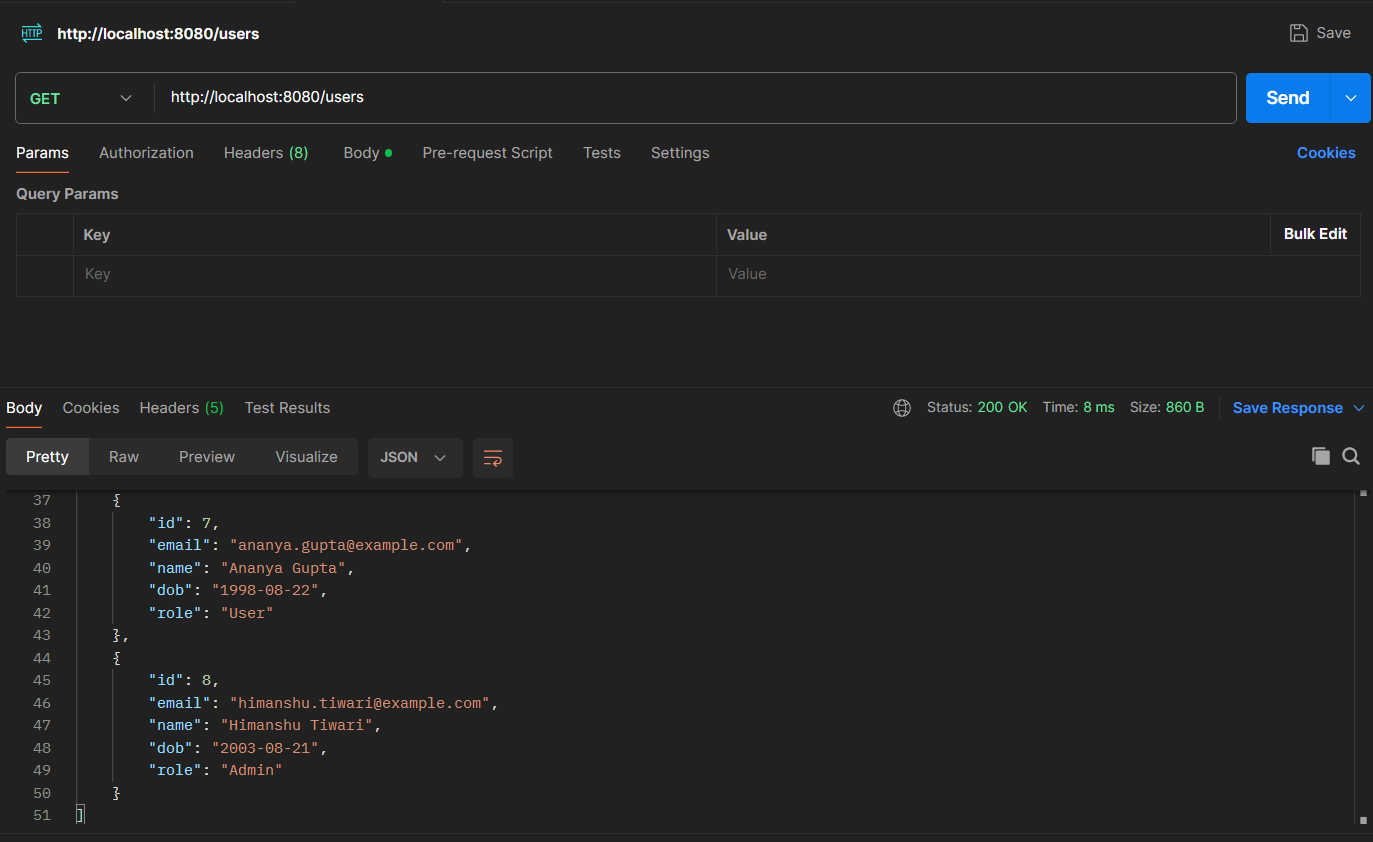 HTTP http://localhost:8080/users Save
GET http://localhost:8080/users Send
Params Authorization Headers (8) Body Pre-request Script Tests Settings Cookies
Query Params
Key Value Bulk Edit
Key Value
Body Cookies Headers (5) Test Results Status: 200 OK Time: 8 ms Size: 860 B Save Response
Pretty Raw Preview Visualize JSON
37 {
38 "id": 7,
39 "email": "ananya.gupta@example.com",
40 "name": "Ananya Gupta",
41 "dob": "1998-08-22",
42 "role": "User"
43 },
44 {
45 "id": 8,
46 "email": "himanshu.tiwari@example.com",
47 "name": "Himanshu Tiwari",
48 "dob": "2003-08-21",
49 "role": "Admin"
50 }
51 ]